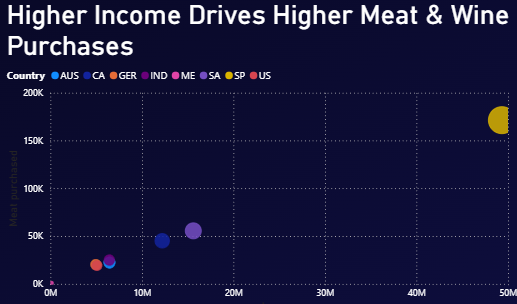 Higher Income Drives Higher Meat & Wine
Purchases
Country AUS CA GER IND ME SA SP US
200K
150K
100K
50K
0K
Meat purchased
0M 10M 20M 30M 40M 50M